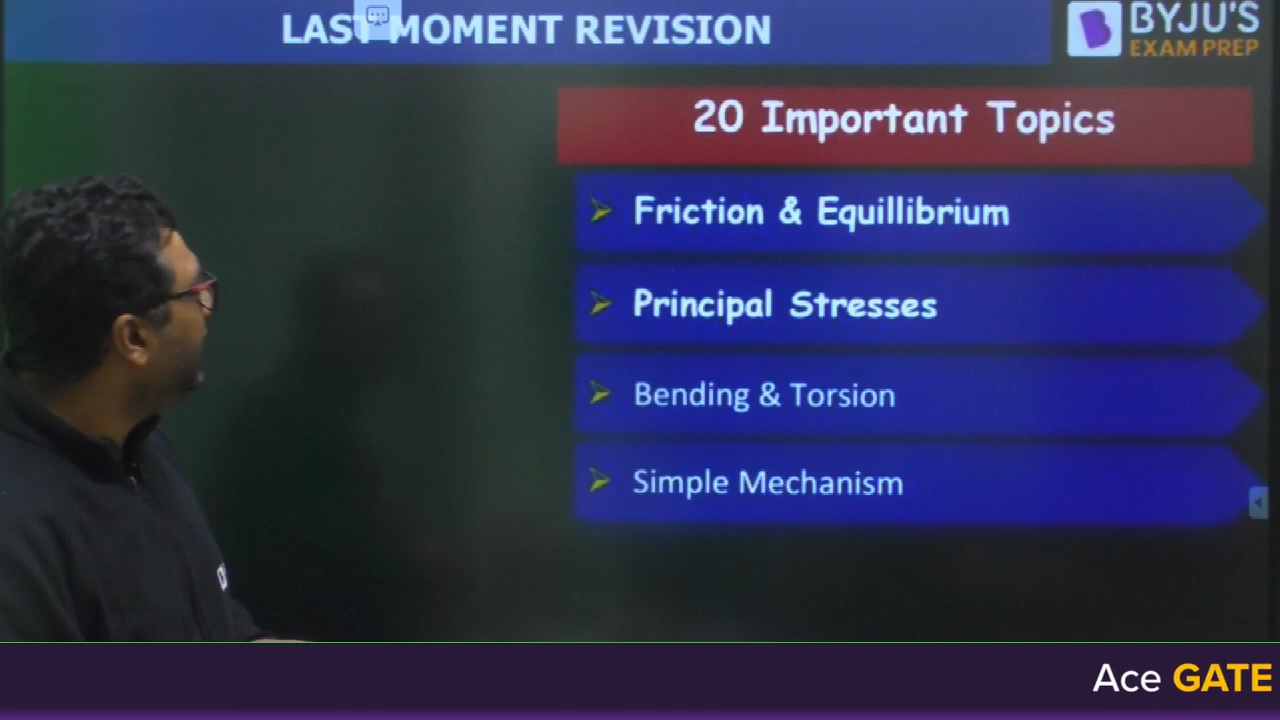 LAST MOMENT REVISION
BYJU'S
EXAM PREP
20 Important Topics
Friction & Equillibrium
Principal Stresses
Bending & Torsion
Simple Mechanism
Ace GATE